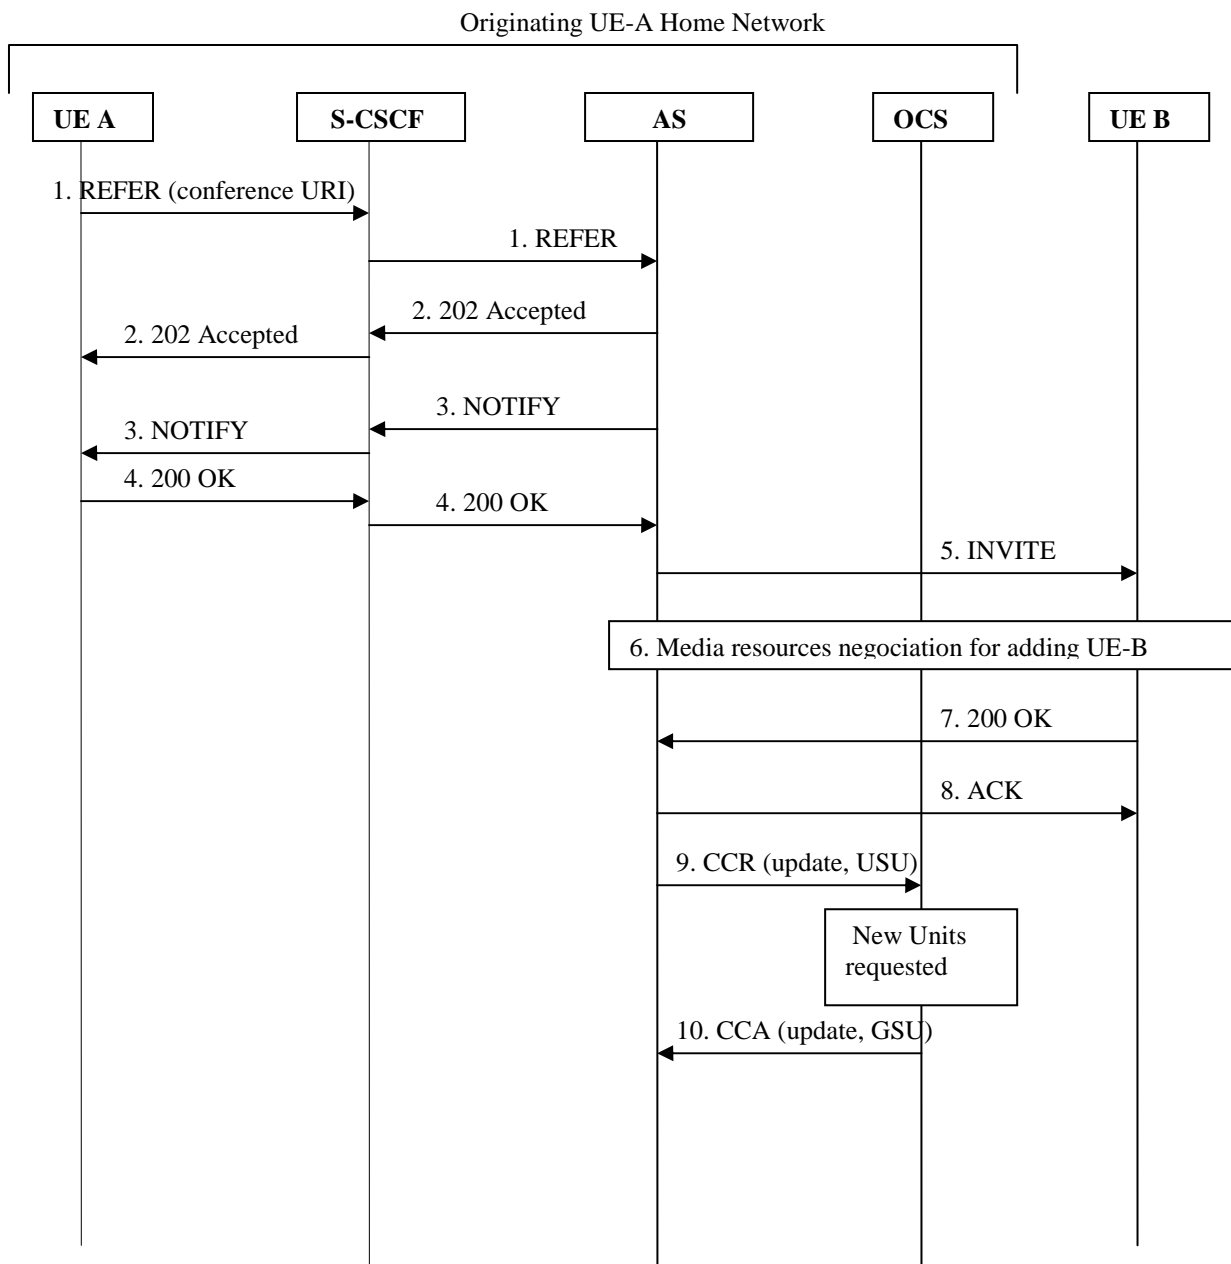 Originating UE-A Home Network
UE A
S-CSCF
AS
OCS
UE B
1. REFER (conference URI)
1. REFER
2. 202 Accepted
2. 202 Accepted
3. NOTIFY
3. NOTIFY
4. 200 OK
4. 200 OK
5. INVITE
6. Media resources negociation for adding UE-B
7. 200 OK
8. ACK
9. CCR (update, USU)
New Units
requested
10. CCA (update, GSU)